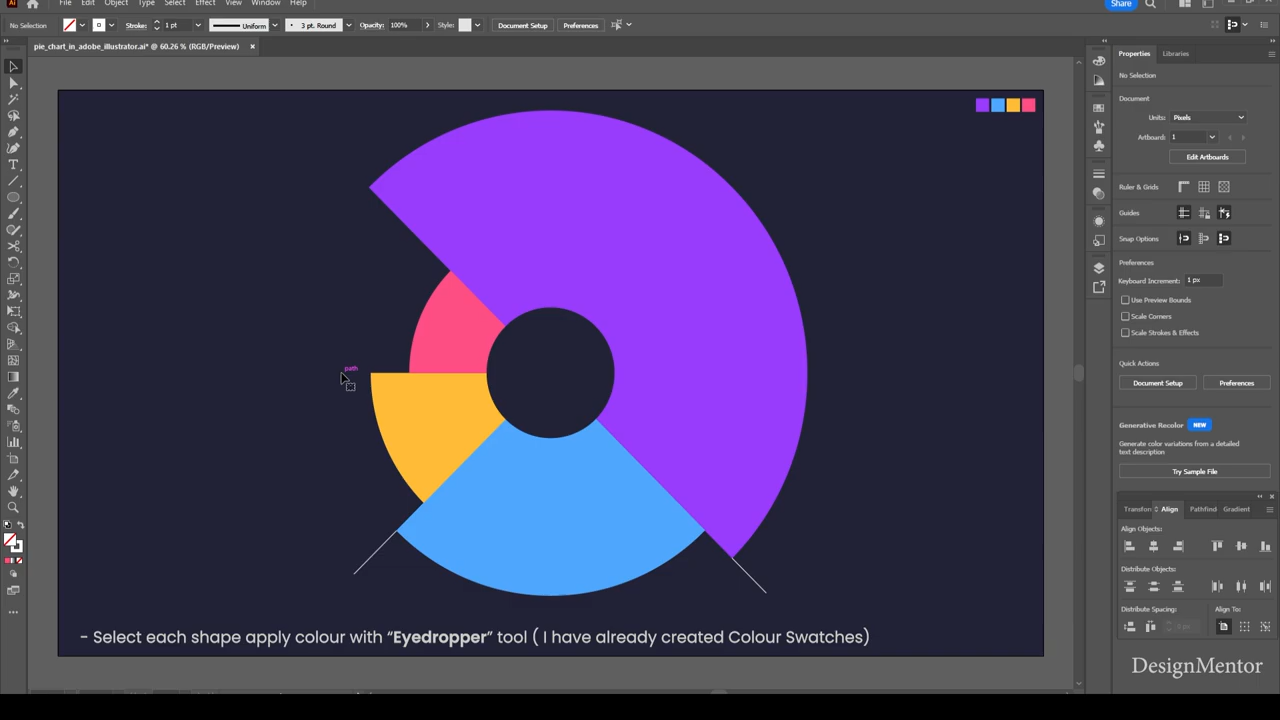 Ai File Edit Object Type Select Effect View Window Help Share
No Selection Stroke: 1 pt Uniform 3 pt. Round Opacity: 100% Style: Document Setup Preferences
pie_chart_in_adobe_illustrator.ai* @ 60.26 % (RGB/Preview) ×
Properties Libraries
No Selection
Document
Units: Pixels
Artboard: 1
Edit Artboards
Ruler & Grids
Guides
Snap Options
Preferences
Keyboard Increment: 1 px
Use Preview Bounds
Scale Corners
Scale Strokes & Effects
Quick Actions
Document Setup Preferences
Generative Recolor NEW
Generate color variations from a detailed
text description
Try Sample File
Transforn Align Pathfind Gradient
Align Objects:
Distribute Objects:
Distribute Spacing: Align To:
0 px
path
- Select each shape apply colour with “Eyedropper” tool ( I have already created Colour Swatches)
DesignMentor